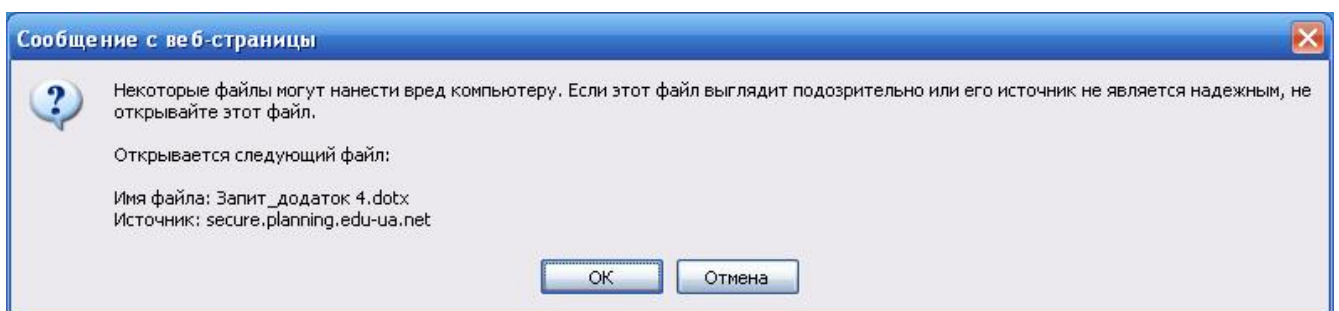 Сообщение с веб-страницы
Некоторые файлы могут нанести вред компьютеру. Если этот файл выглядит подозрительно или его источник не является надежным, не
открывайте этот файл.
Открывается следующий файл:
Имя файла: Запит_додаток 4.dotx
Источник: secure.planning.edu-ua.net
ОК
Отмена